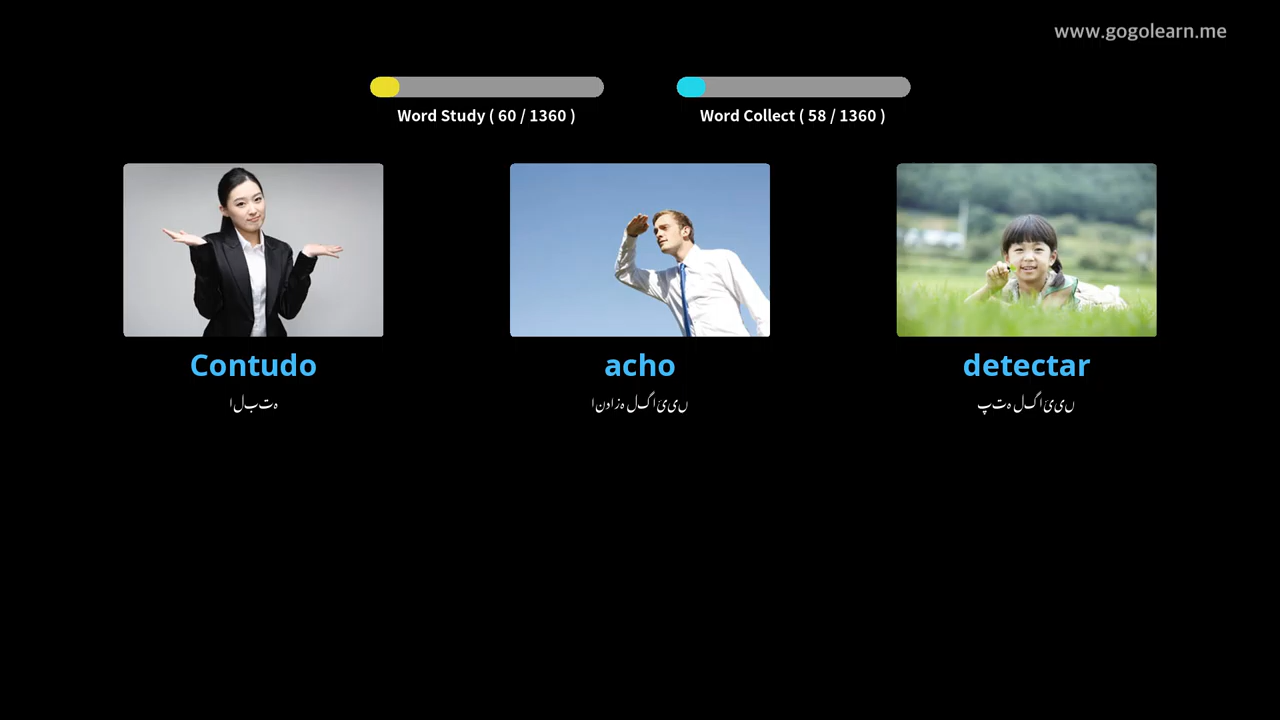 www.gogolearn.me
Word Study ( 60 / 1360 )
Word Collect ( 58 / 1360 )
Contudo
البتہ
acho
اندازہ لگائیں
detectar
پتہ لگائیں